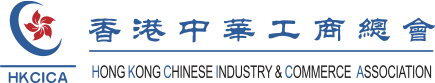 香港中華工商總會
HKCICA
HONG KONG CHINESE INDUSTRY & COMMERCE ASSOCIATION